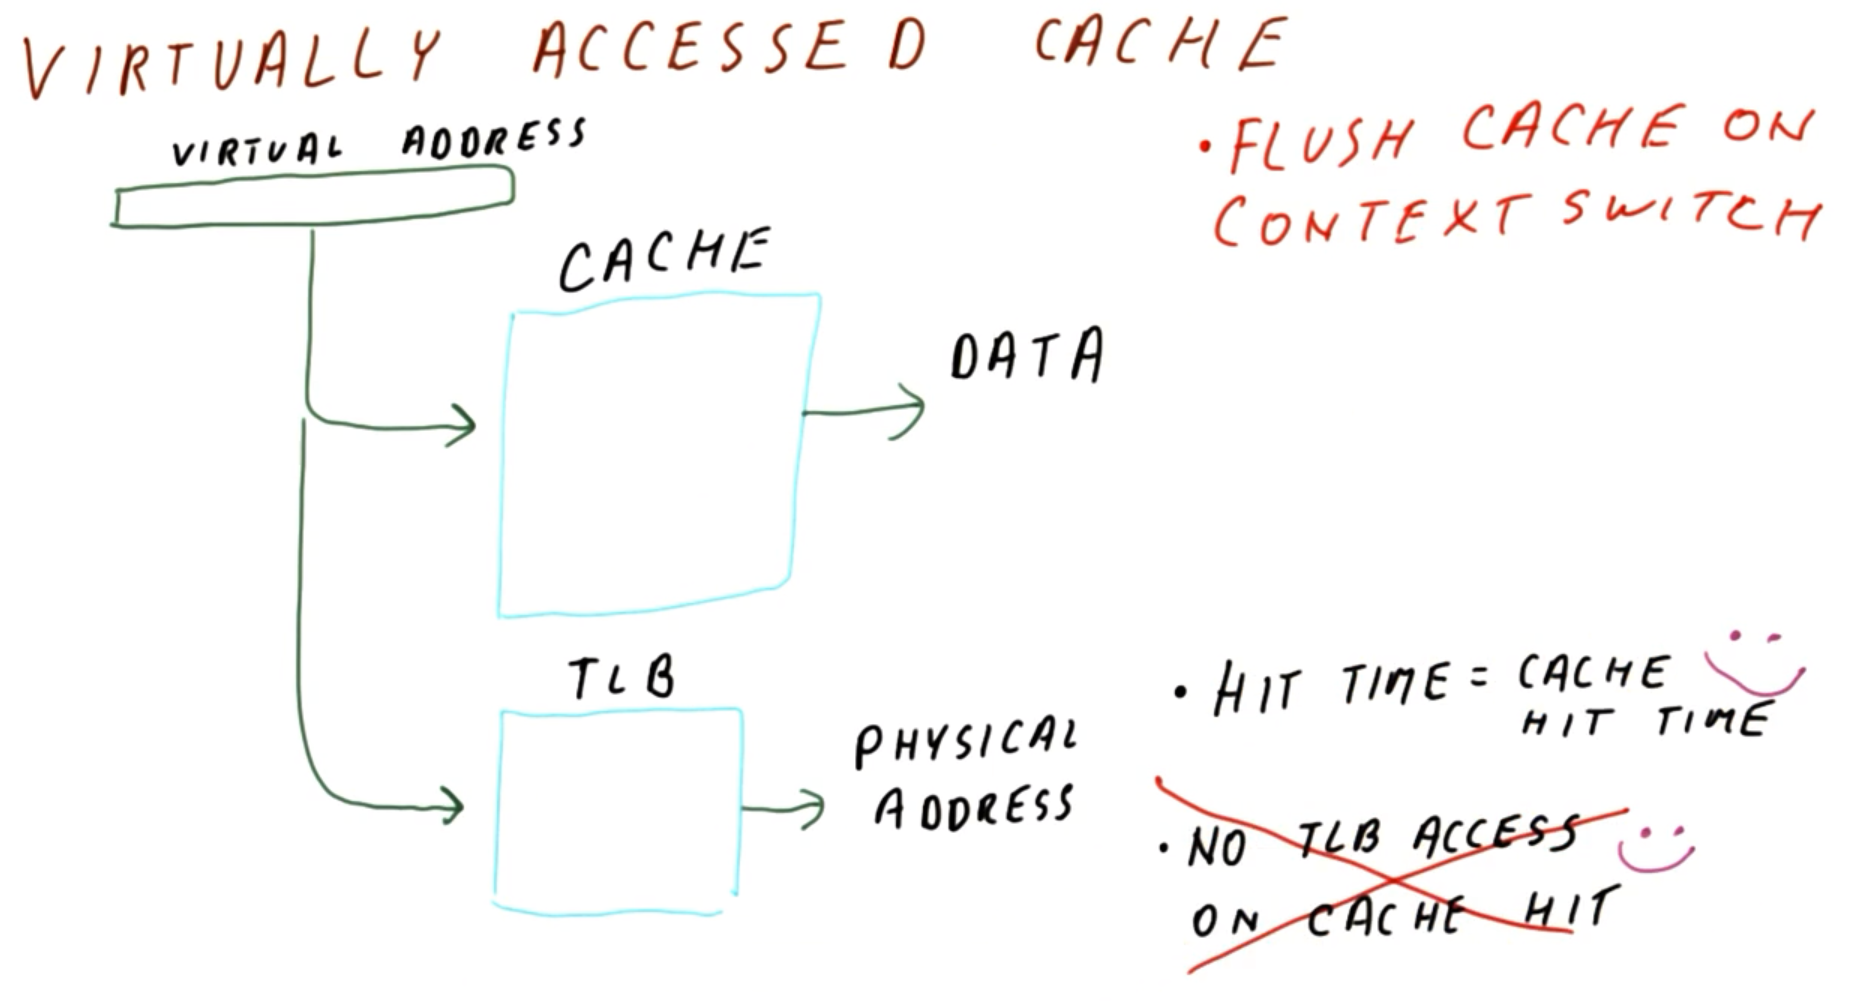 VIRTUALLY ACCESSED CACHE
VIRTUAL ADDRESS
• FLUSH CACHE ON
CONTEXT SWITCH
CACHE
DATA
TLB
PHYSICAL
ADDRESS
• HIT TIME = CACHE
HIT TIME
• NO TLB ACCESS
ON CACHE HIT